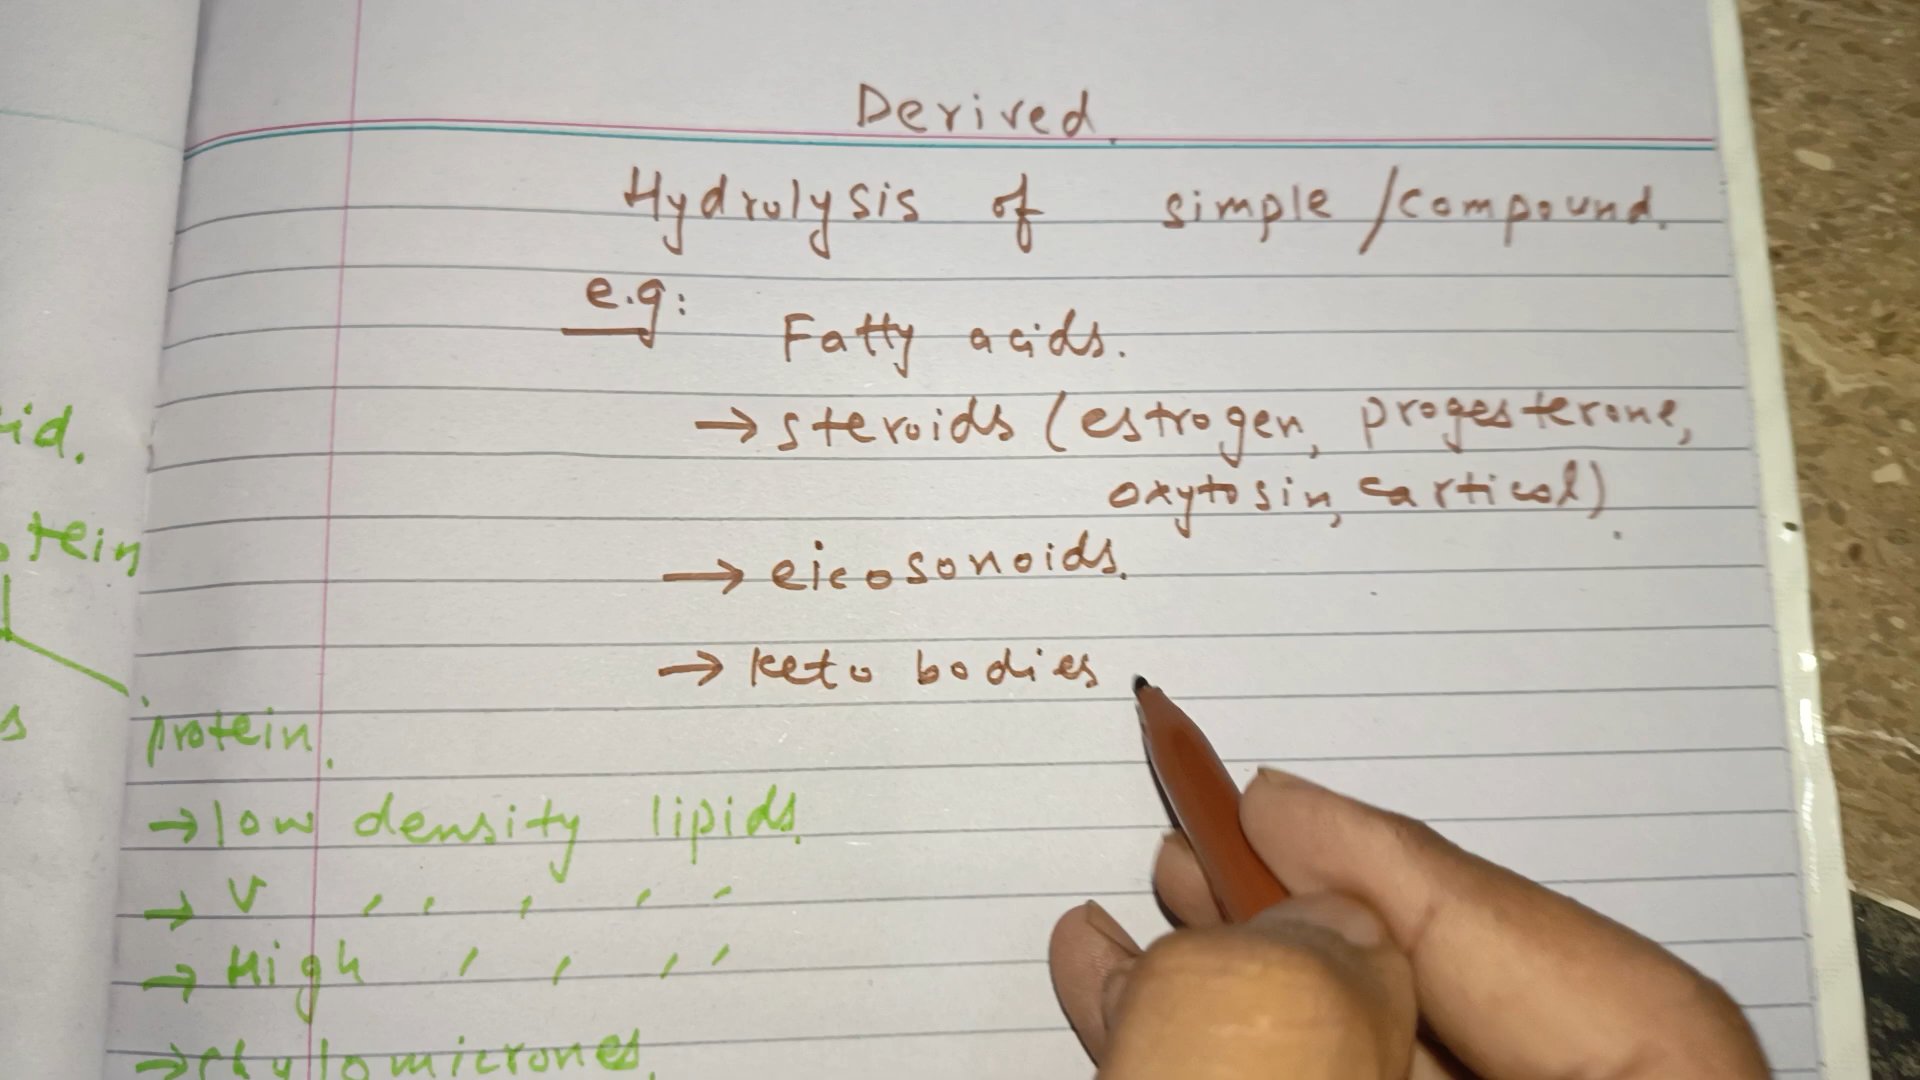 Derived.
Hydrolysis of simple/compound.
e.g:
Fatty acids.
→ steroids (estrogen, progesterone,
oxytosin, cartical).
→ eicosonoids.
→ keto bodies
id.
tein
s
protein.
→ low density lipids.
→ V , , , , ,
→ High , , , ,
→ chylomicrones.